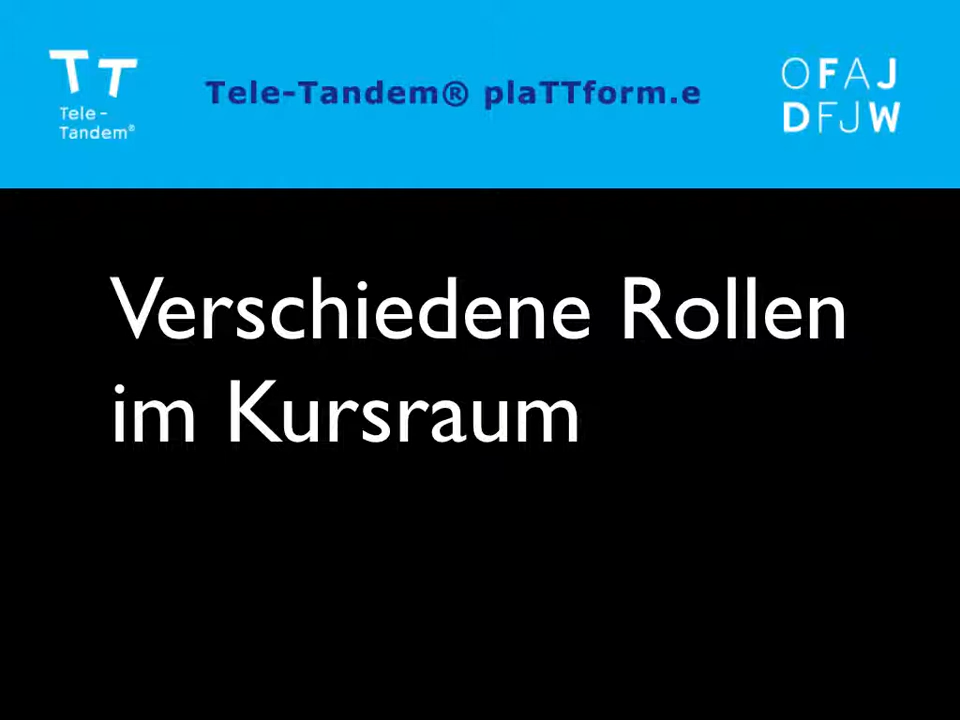 TT
Tele-
Tandem®
Tele-Tandem® plaTTform.e
OFAJ
DFJW
Verschiedene Rollen
im Kursraum